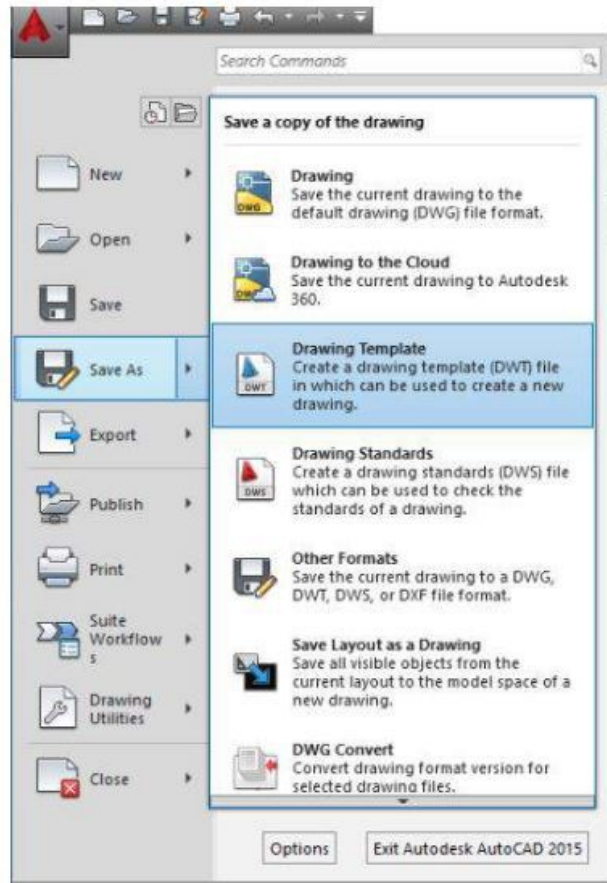 Search Commands
Save a copy of the drawing
New
Open
Save
Save As
Export
Publish
Print
Suite
Workflow
s
Drawing
Utilities
Close
Drawing
Save the current drawing to the
default drawing (DWG) file format.
Drawing to the Cloud
Save the current drawing to Autodesk
360.
Drawing Template
Create a drawing template (DWT) file
in which can be used to create a new
drawing.
Drawing Standards
Create a drawing standards (DWS) file
which can be used to check the
standards of a drawing.
Other Formats
Save the current drawing to a DWG,
DWT, DWS, or DXF file format.
Save Layout as a Drawing
Save all visible objects from the
current layout to the model space of a
new drawing.
DWG Convert
Convert drawing format version for
selected drawing files.
DWG
DWG
DWT
DWS
Options
Exit Autodesk AutoCAD 2015